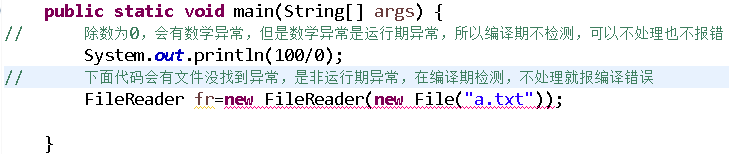 public static void main(String[] args) {
// 除数为0，会有数学异常，但是数学异常是运行期异常，所以编译期不检测，可以不处理也不报错
System.out.println(100/0);
// 下面代码会有文件没找到异常，是非运行期异常，在编译期检测，不处理就报编译错误
FileReader fr=new FileReader(new File("a.txt"));
}